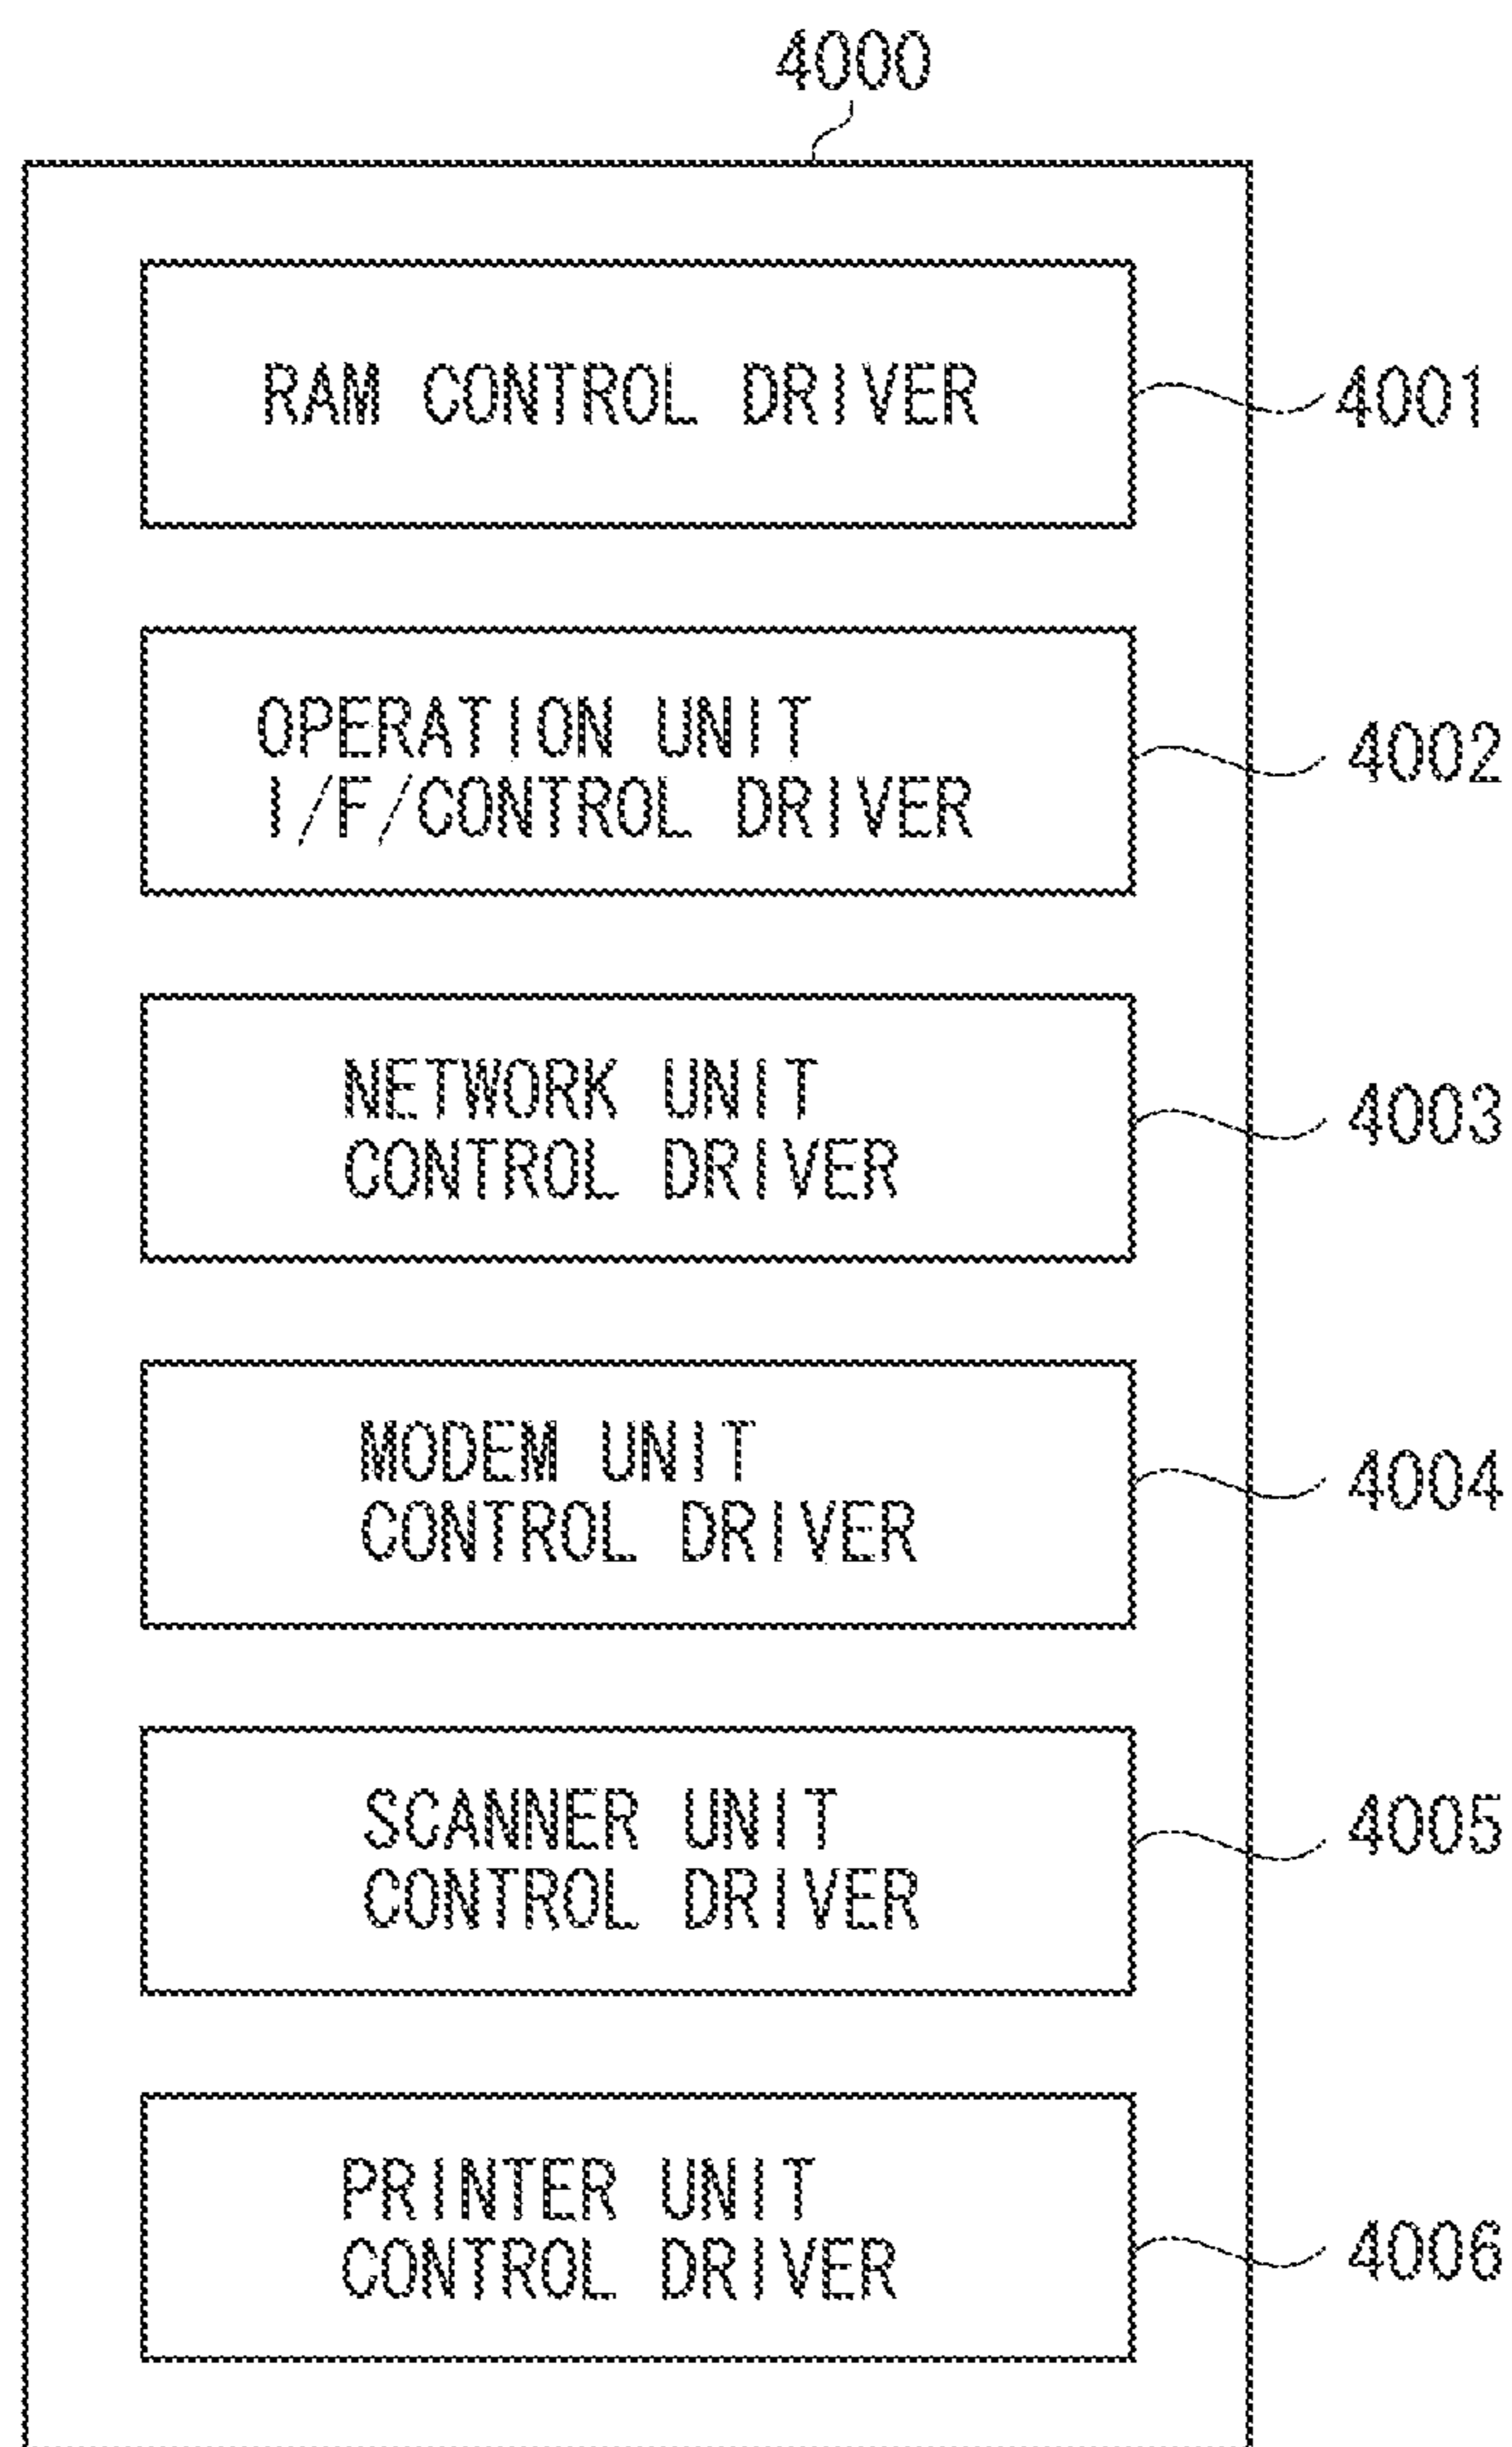 4000
RAM CONTROL DRIVER
4001
OPERATION UNIT
I/F/CONTROL DRIVER
4002
NETWORK UNIT
CONTROL DRIVER
4003
MODEM UNIT
CONTROL DRIVER
4004
SCANNER UNIT
CONTROL DRIVER
4005
PRINTER UNIT
CONTROL DRIVER
4006